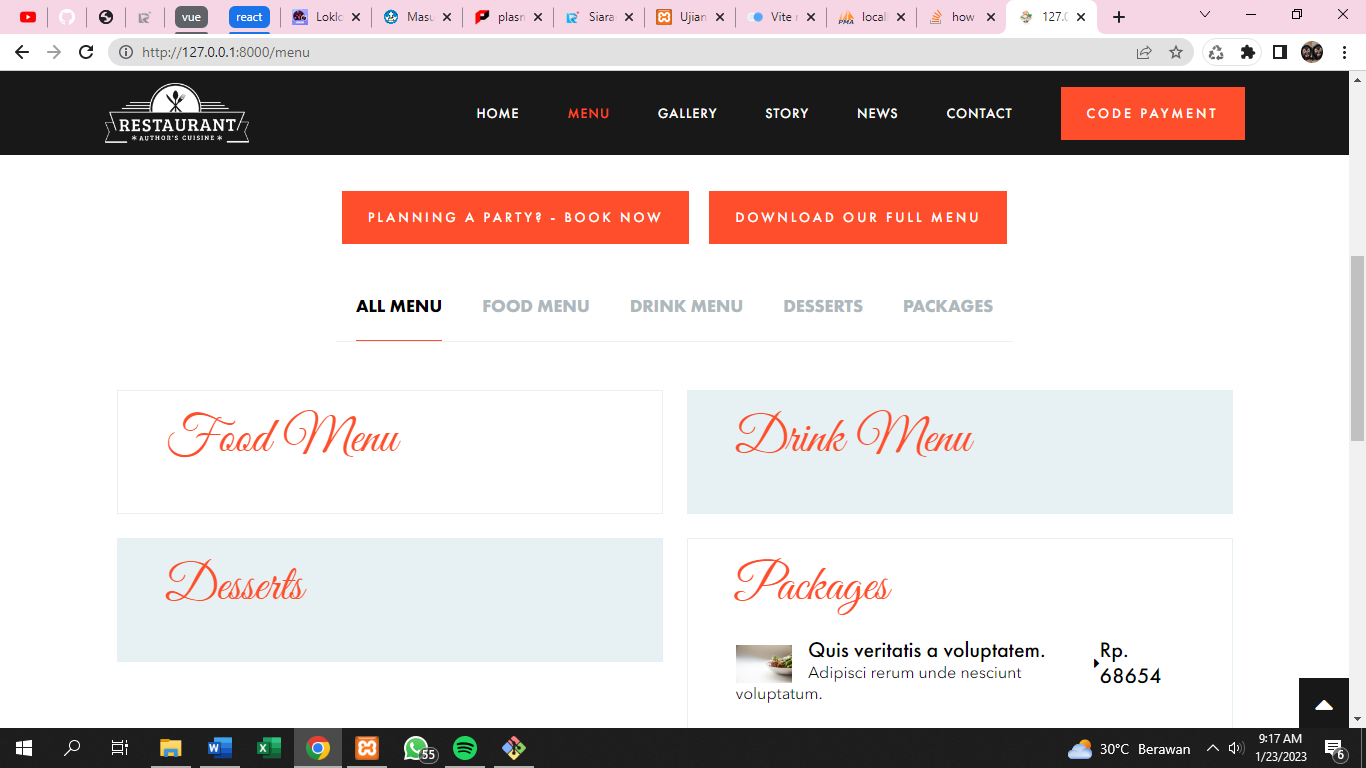 vue
react
Loklo
Masu
plasm
Siara
Ujian
Vite
PMA
locall
how
127.0
http://127.0.0.1:8000/menu
RESTAURANT
*AUTHOR'S CUISINE*
HOME
MENU
GALLERY
STORY
NEWS
CONTACT
CODE PAYMENT
PLANNING A PARTY? - BOOK NOW
DOWNLOAD OUR FULL MENU
ALL MENU
FOOD MENU
DRINK MENU
DESSERTS
PACKAGES
Food Menu
Drink Menu
Desserts
Packages
Quis veritatis a voluptatem.
Adipisci rerum unde nesciunt
voluptatum.
Rp.
68654
55
30°C Berawan
9:17 AM
1/23/2023
6